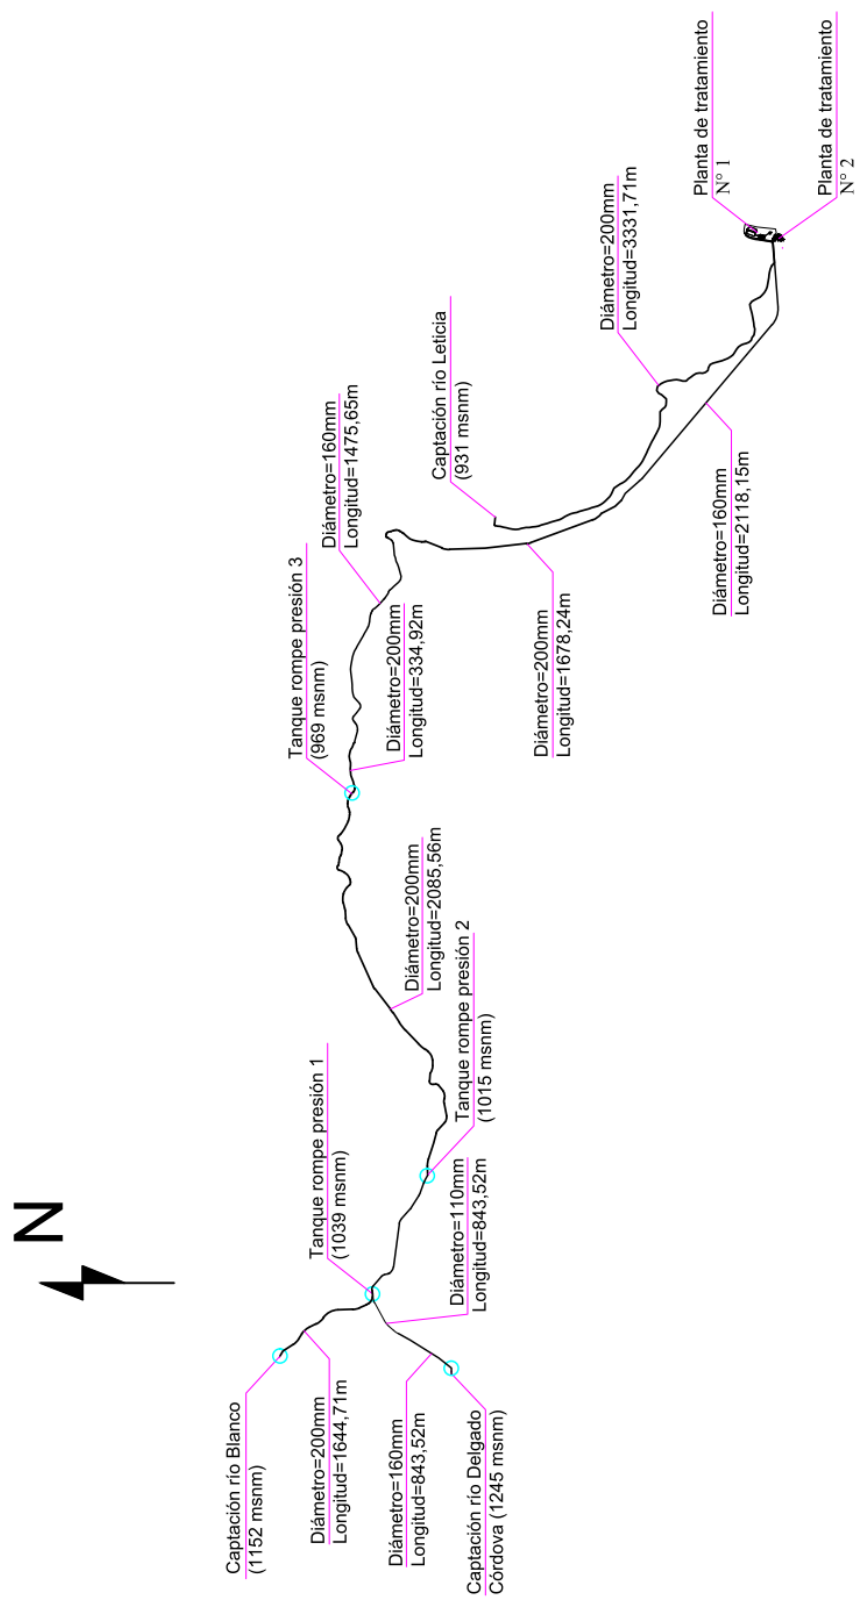 N
Captación río Blanco
(1152 msnm)
Diámetro=200mm
Longitud=1644,71m
Diámetro=160mm
Longitud=843,52m
Captación río Delgado
Córdova (1245 msnm)
Tanque rompe presión 1
(1039 msnm)
Diámetro=110mm
Longitud=843,52m
Tanque rompe presión 2
(1015 msnm)
Diámetro=200mm
Longitud=2085,56m
Tanque rompe presión 3
(969 msnm)
Diámetro=200mm
Longitud=334,92m
Diámetro=160mm
Longitud=1475,65m
Diámetro=200mm
Longitud=1678,24m
Captación río Leticia
(931 msnm)
Diámetro=200mm
Longitud=3331,71m
Diámetro=160mm
Longitud=2118,15m
Planta de tratamiento
N° 1
Planta de tratamiento
N° 2